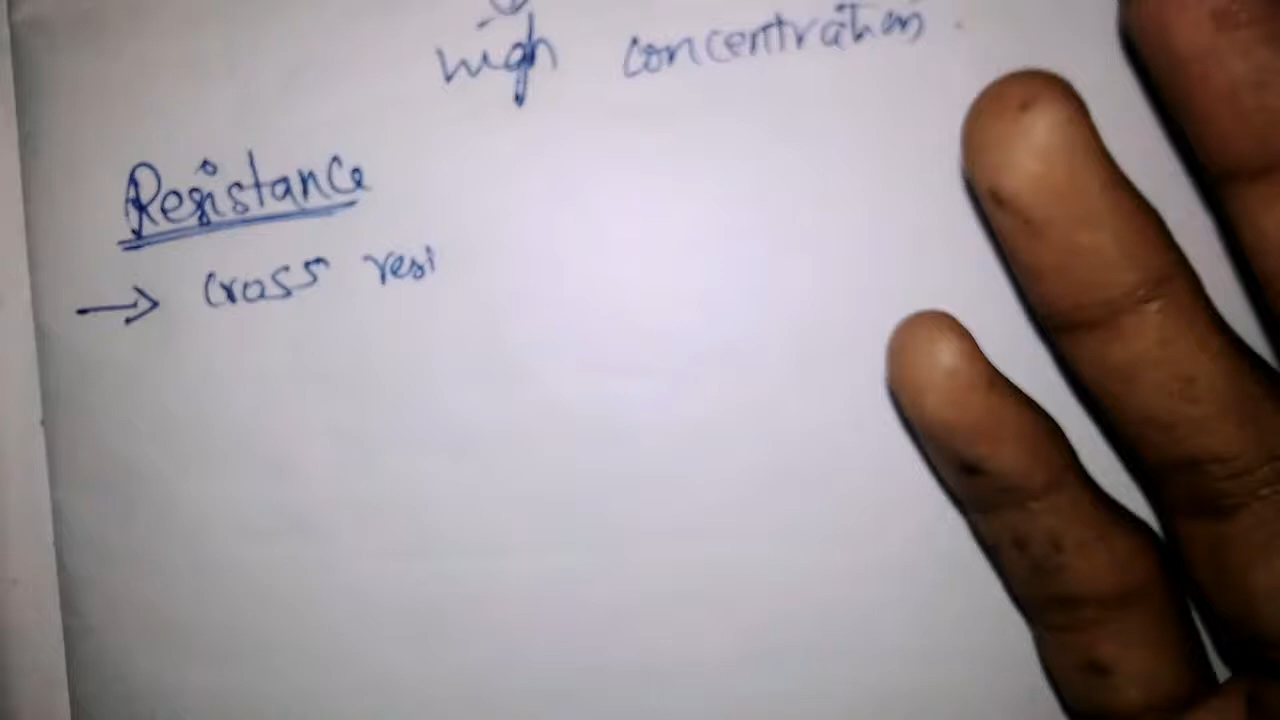 high concentration.
Resistance
→ cross resi